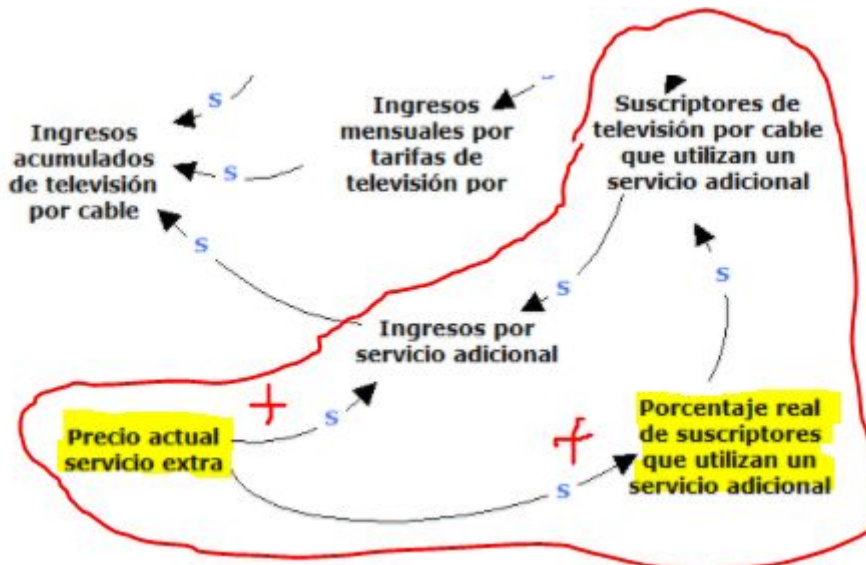 s
Ingresos
acumulados
de televisión
por cable
s
Ingresos
mensuales por
tarifas de
televisión por
Suscriptores de
televisión por cable
que utilizan un
servicio adicional
s
s
s
Ingresos por
servicio adicional
+
s
Precio actual
servicio extra
+
Porcentaje real
de suscriptores
que utilizan un
servicio adicional
s